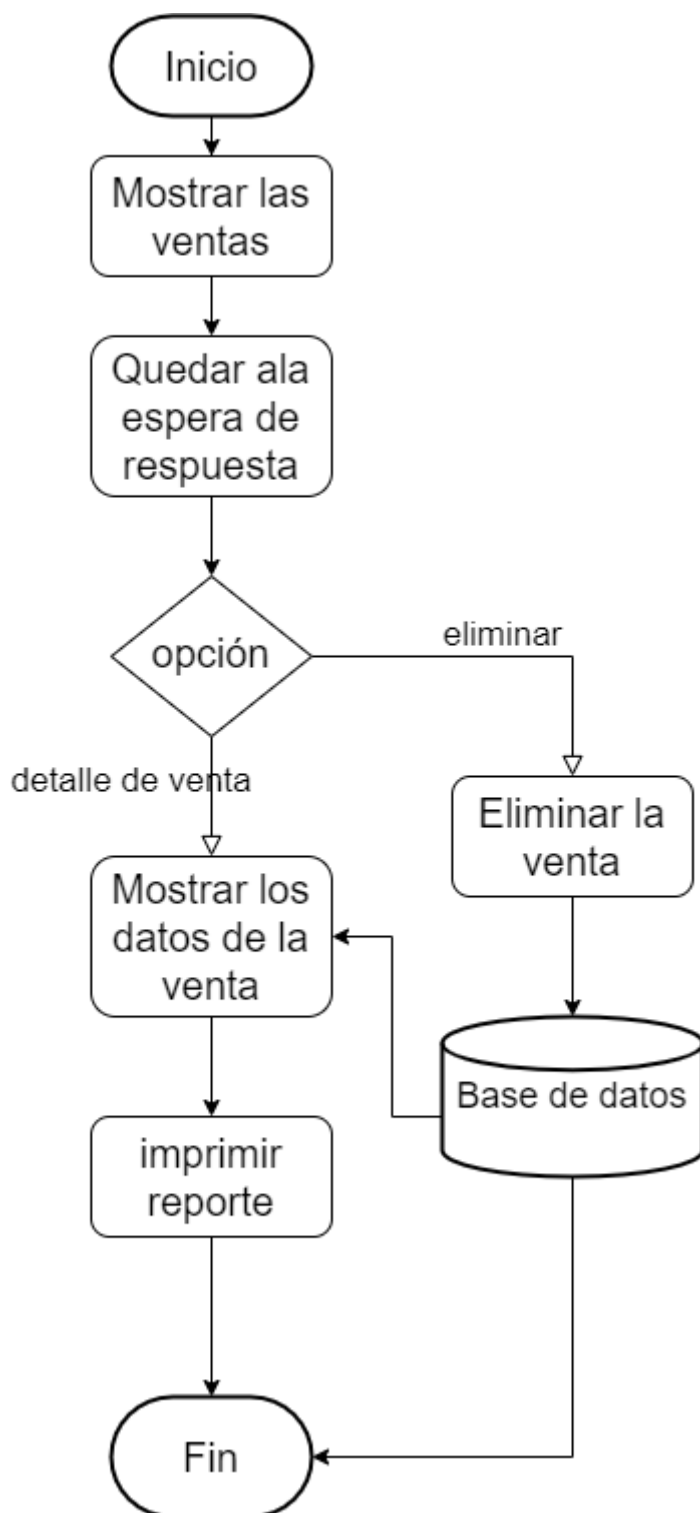 Inicio
Mostrar las
ventas
Quedar ala
espera de
respuesta
opción
eliminar
detalle de venta
Eliminar la
venta
Mostrar los
datos de la
venta
Base de datos
imprimir
reporte
Fin